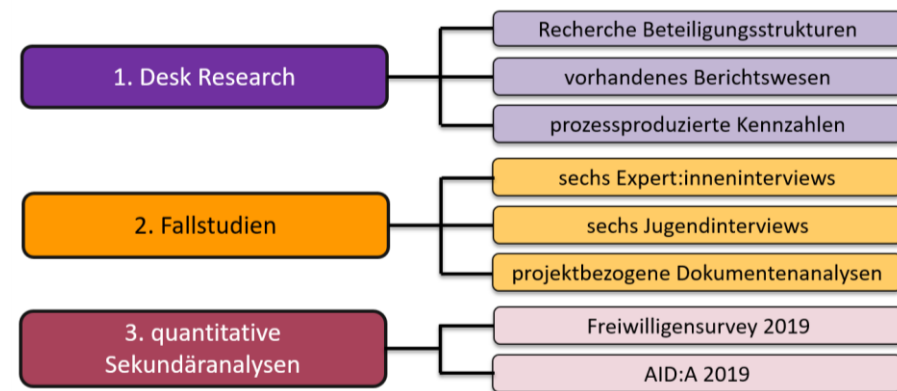 1. Desk Research
Recherche Beteiligungsstrukturen
vorhandenes Berichtswesen
prozessproduzierte Kennzahlen
2. Fallstudien
sechs Expert:inneninterviews
sechs Jugendinterviews
projektbezogene Dokumentenanalysen
3. quantitative
Sekundäranalysen
Freiwilligensurvey 2019
AID:A 2019